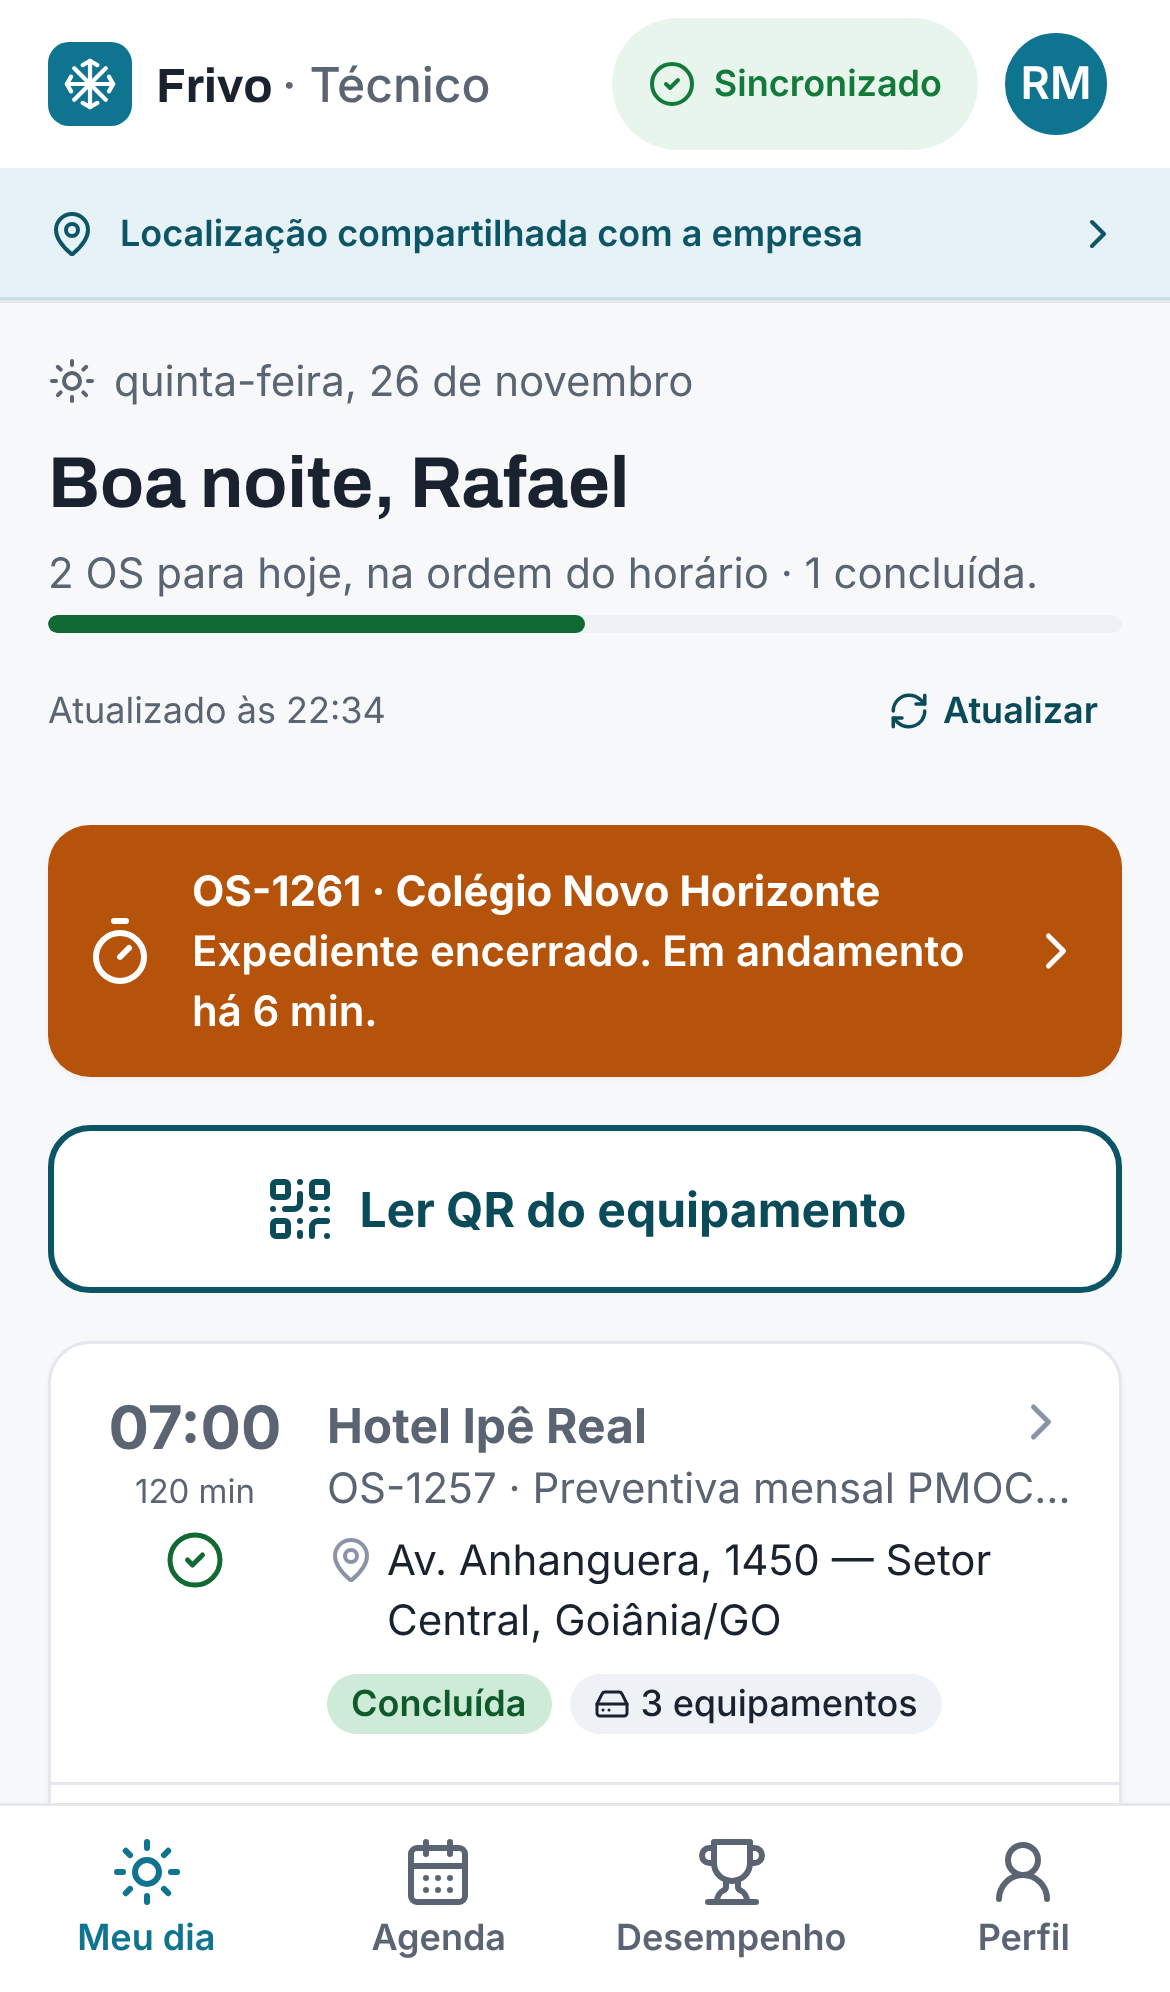 Frivo · Técnico
Sincronizado
RM
Localização compartilhada com a empresa
quinta-feira, 26 de novembro
Boa noite, Rafael
2 OS para hoje, na ordem do horário · 1 concluída.
Atualizado às 22:34
Atualizar
OS-1261 · Colégio Novo Horizonte
Expediente encerrado. Em andamento
há 6 min.
Ler QR do equipamento
07:00
Hotel Ipê Real
120 min
OS-1257 · Preventiva mensal PMOC...
Av. Anhanguera, 1450 — Setor
Central, Goiânia/GO
Concluída
3 equipamentos
Meu dia
Agenda
Desempenho
Perfil